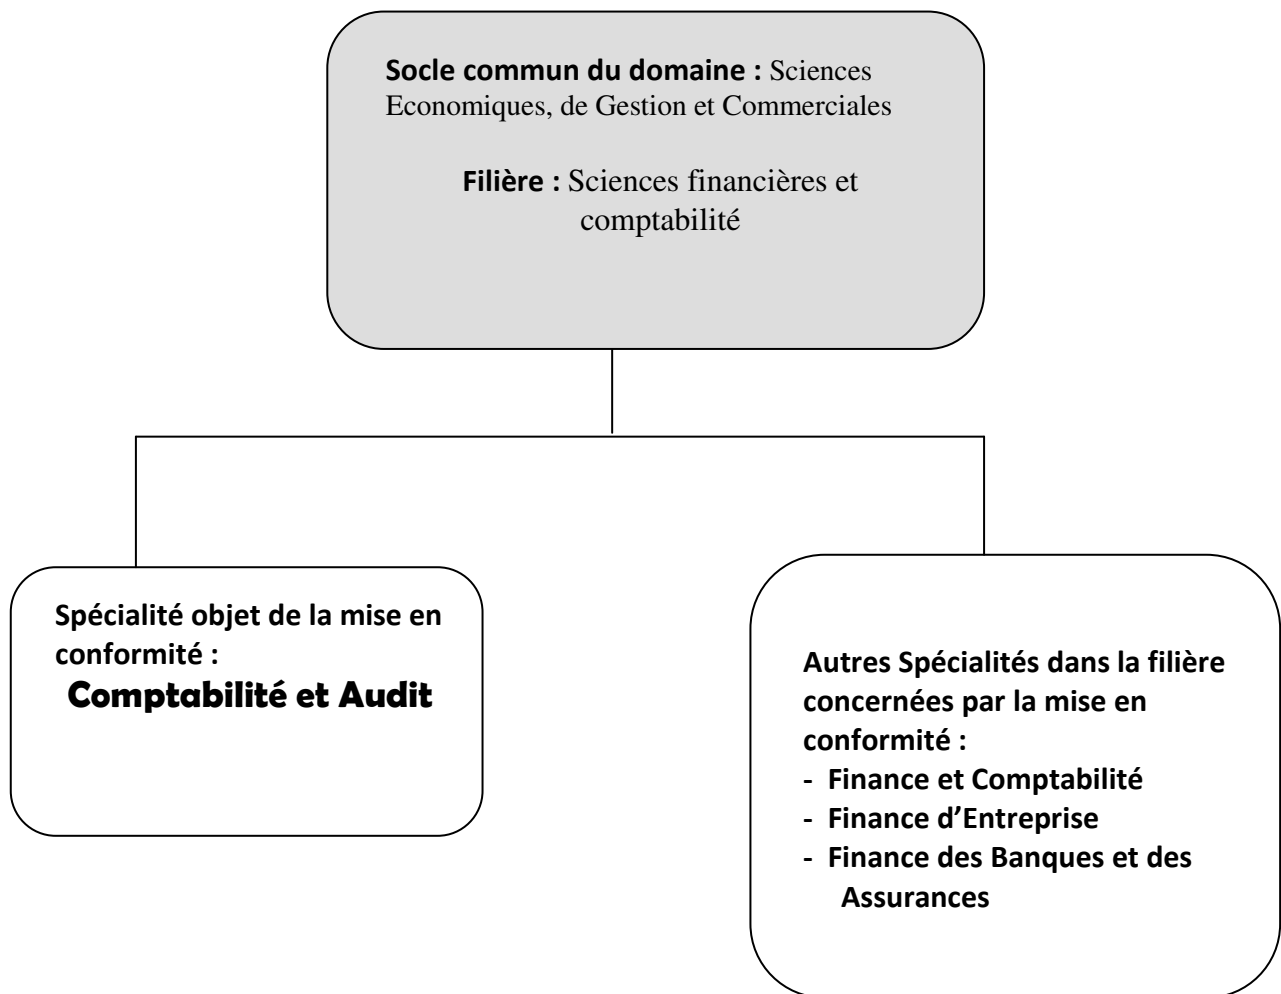 Socle commun du domaine : Sciences
Economiques, de Gestion et Commerciales
Filière : Sciences financières et
comptabilité
Spécialité objet de la mise en
conformité :
Comptabilité et Audit
Autres Spécialités dans la filière
concernées par la mise en
conformité :
- Finance et Comptabilité
- Finance d’Entreprise
- Finance des Banques et des
Assurances